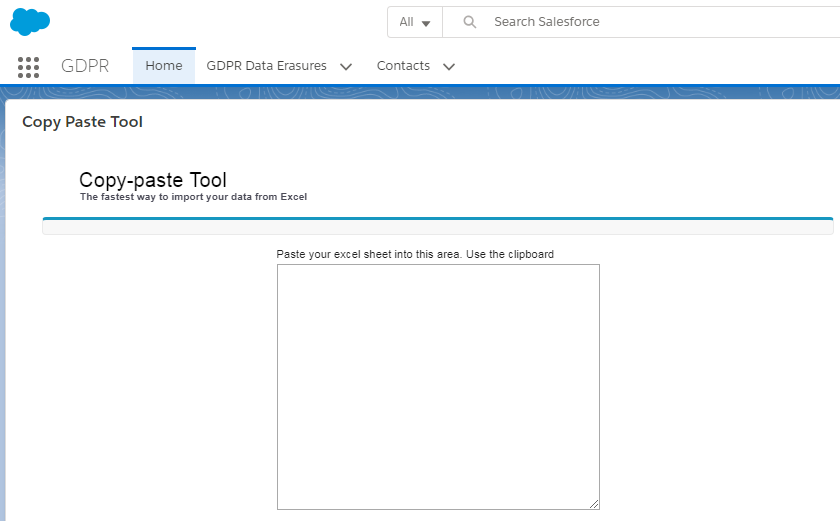 All
Search Salesforce
GDPR Home GDPR Data Erasures Contacts
Copy Paste Tool
Copy-paste Tool
The fastest way to import your data from Excel
Paste your excel sheet into this area. Use the clipboard